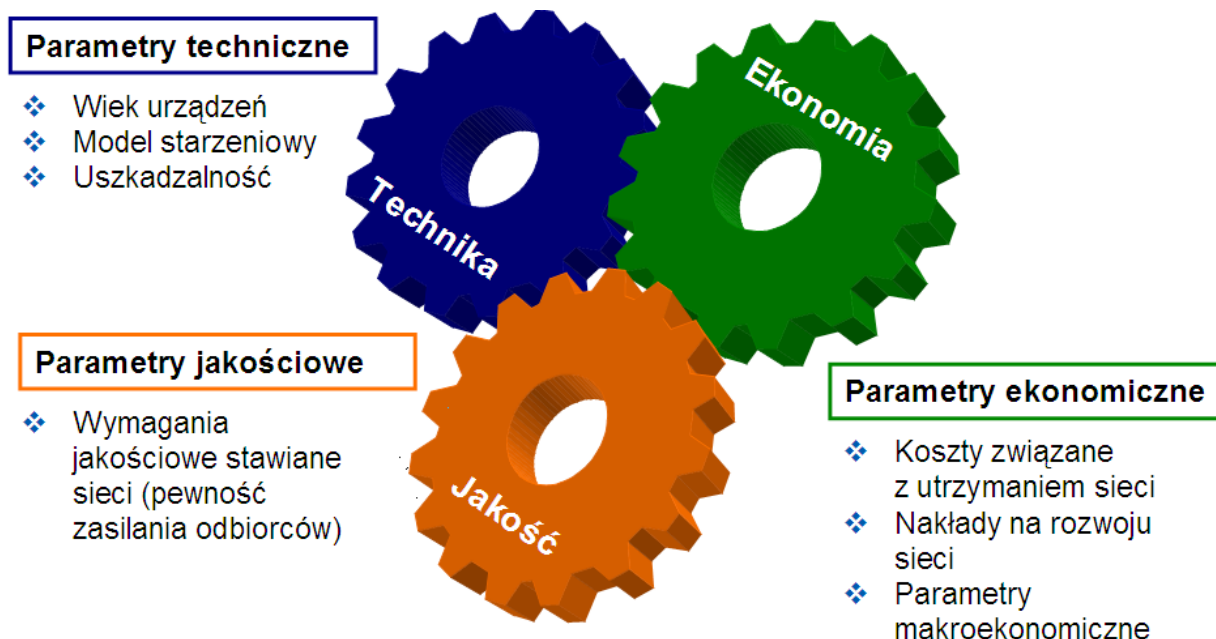 Parametry techniczne
Wiek urządzeń
Model starzeniowy
Uszkadzalność
Technika
Ekonomia
Parametry jakościowe
Wymagania
jakościowe stawiane
sieci (pewność
zasilania odbiorców)
Jakość
Parametry ekonomiczne
Koszty związane
z utrzymaniem sieci
Nakłady na rozwoju
sieci
Parametry
makroekonomiczne